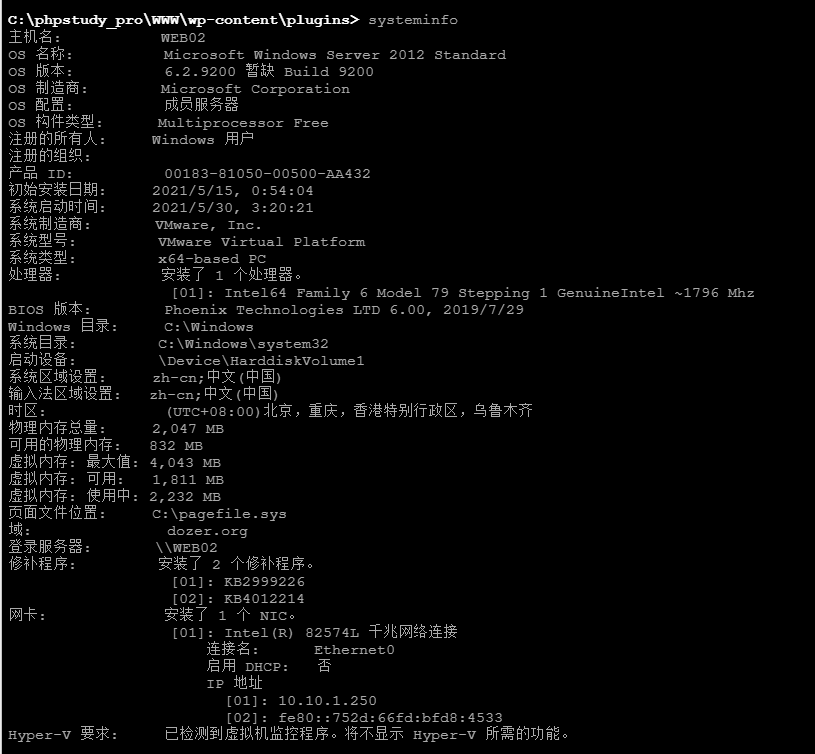 C:\phpstudy_pro\WWW\wp-content\plugins> systeminfo
主机名: WEB02
OS 名称: Microsoft Windows Server 2012 Standard
OS 版本: 6.2.9200 暂缺 Build 9200
OS 制造商: Microsoft Corporation
OS 配置: 成员服务器
OS 构件类型: Multiprocessor Free
注册的所有人: Windows 用户
注册的组织:
产品 ID: 00183-81050-00500-AA432
初始安装日期: 2021/5/15, 0:54:04
系统启动时间: 2021/5/30, 3:20:21
系统制造商: VMware, Inc.
系统型号: VMware Virtual Platform
系统类型: x64-based PC
处理器: 安装了 1 个处理器。
[01]: Intel64 Family 6 Model 79 Stepping 1 GenuineIntel ~1796 Mhz
BIOS 版本: Phoenix Technologies LTD 6.00, 2019/7/29
Windows 目录: C:\Windows
系统目录: C:\Windows\system32
启动设备: \Device\HarddiskVolume1
系统区域设置: zh-cn;中文(中国)
输入法区域设置: zh-cn;中文(中国)
时区: (UTC+08:00)北京，重庆，香港特别行政区，乌鲁木齐
物理内存总量: 2,047 MB
可用的物理内存: 832 MB
虚拟内存: 最大值: 4,043 MB
虚拟内存: 可用: 1,811 MB
虚拟内存: 使用中: 2,232 MB
页面文件位置: C:\pagefile.sys
域: dozer.org
登录服务器: \\WEB02
修补程序: 安装了 2 个修补程序。
[01]: KB2999226
[02]: KB4012214
网卡: 安装了 1 个 NIC。
[01]: Intel(R) 82574L 千兆网络连接
连接名: Ethernet0
启用 DHCP: 否
IP 地址
[01]: 10.10.1.250
[02]: fe80::752d:66fd:bfd8:4533
Hyper-V 要求: 已检测到虚拟机监控程序。将不显示 Hyper-V 所需的功能。